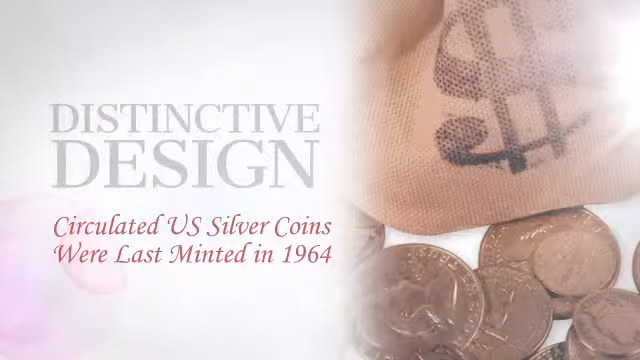 DISTINCTIVE
DESIGN
Circulated US Silver Coins
Were Last Minted in 1964
$